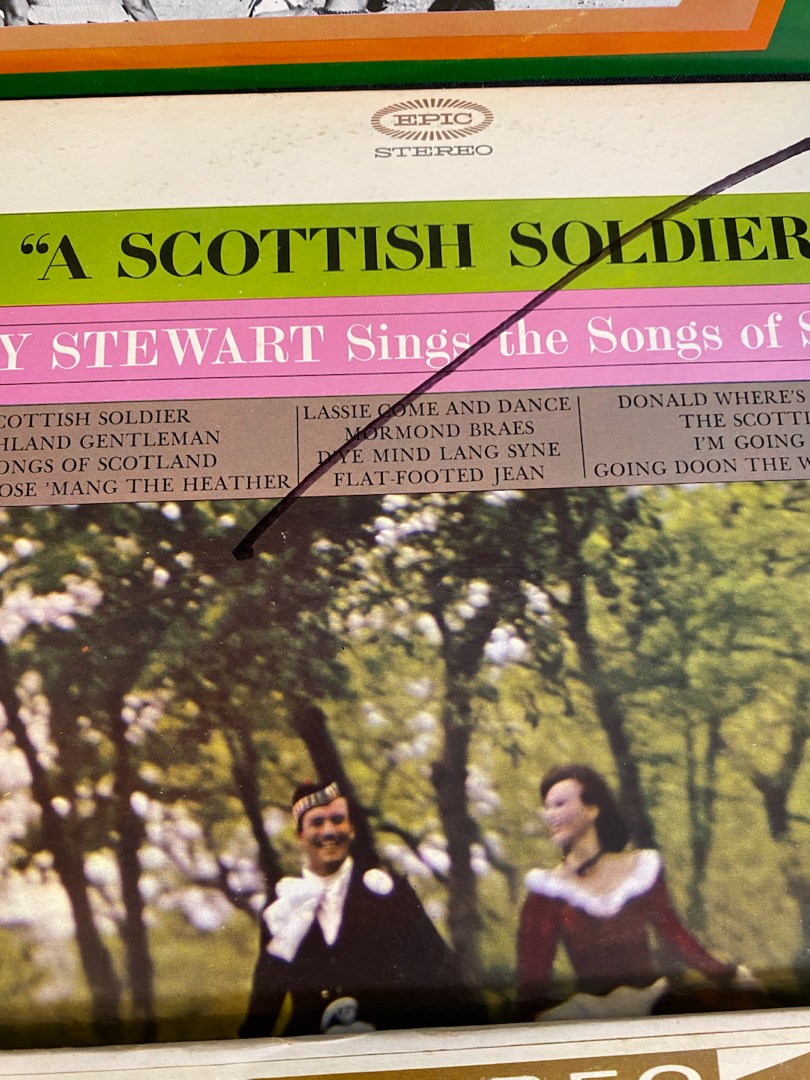 EPIC
STEREO
“A SCOTTISH SOLDIER
Y STEWART Sings the Songs of S
COTTISH SOLDIER
HLAND GENTLEMAN
ONGS OF SCOTLAND
OSE ’MANG THE HEATHER
LASSIE COME AND DANCE
MORMOND BRAES
D'YE MIND LANG SYNE
FLAT-FOOTED JEAN
DONALD WHERE'S
THE SCOTTI
I'M GOING
GOING DOON THE W